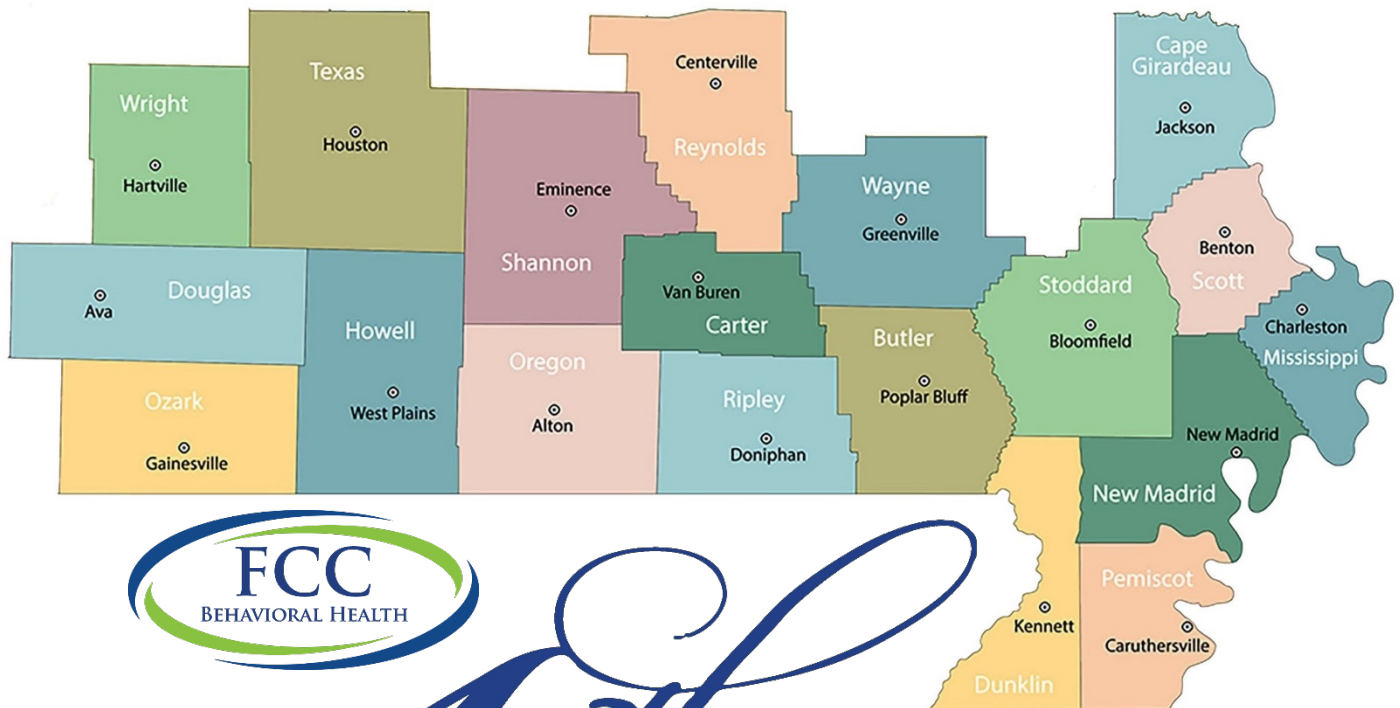 Cape
Girardeau
Jackson
Texas
Houston
Centerville
Reynolds
Wright
Hartville
Eminence
Shannon
Wayne
Greenville
Benton
Scott
Douglas
Ava
Van Buren
Carter
Stoddard
Bloomfield
Charleston
Mississippi
Howell
West Plains
Oregon
Alton
Butler
Poplar Bluff
Ozark
Gainesville
Ripley
Doniphan
New Madrid
New Madrid
FCC
BEHAVIORAL HEALTH
Pemiscot
Caruthersville
Kennett
Dunklin